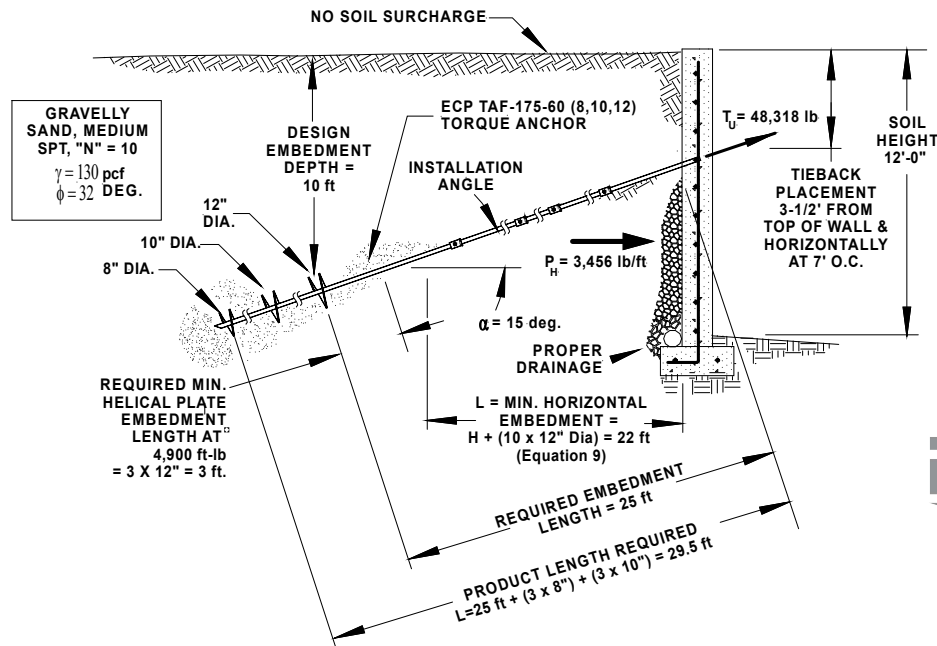 NO SOIL SURCHARGE
GRAVELLY
SAND, MEDIUM
SPT, "N" = 10
γ = 130 pcf
ϕ = 32 DEG.
DESIGN
EMBEDMENT
DEPTH =
10 ft
ECP TAF-175-60 (8,10,12)
TORQUE ANCHOR
INSTALLATION
ANGLE
T_U = 48,318 lb
SOIL
HEIGHT
12'-0"
TIEBACK
PLACEMENT
3-1/2' FROM
TOP OF WALL &
HORIZONTALLY
AT 7' O.C.
12"
DIA.
10" DIA.
8" DIA.
P_H = 3,456 lb/ft
α = 15 deg.
PROPER
DRAINAGE
REQUIRED MIN.
HELICAL PLATE
EMBEDMENT
LENGTH AT
4,900 ft-lb
= 3 X 12" = 3 ft.
L = MIN. HORIZONTAL
EMBEDMENT =
H + (10 x 12" Dia) = 22 ft
(Equation 9)
REQUIRED EMBEDMENT
LENGTH = 25 ft
PRODUCT LENGTH REQUIRED
L=25 ft + (3 x 8") + (3 x 10") = 29.5 ft